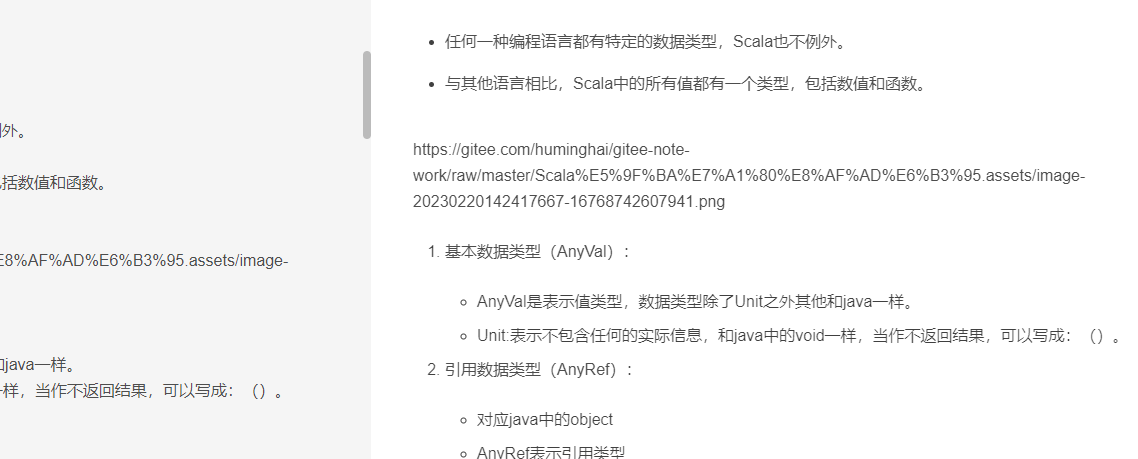 例外。
包括数值和函数。
E8%AF%AD%E6%B3%95.assets/image-
和java一样。
一样，当作不返回结果，可以写成：（）。
• 任何一种编程语言都有特定的数据类型，Scala也不例外。
• 与其他语言相比，Scala中的所有值都有一个类型，包括数值和函数。
https://gitee.com/huminghai/gitee-note-
work/raw/master/Scala%E5%9F%BA%E7%A1%80%E8%AF%AD%E6%B3%95.assets/image-
20230220142417667-16768742607941.png
1. 基本数据类型（AnyVal）：
◦ AnyVal是表示值类型，数据类型除了Unit之外其他和java一样。
◦ Unit:表示不包含任何的实际信息，和java中的void一样，当作不返回结果，可以写成：（）。
2. 引用数据类型（AnyRef）：
◦ 对应java中的object
◦ AnyRef表示引用类型